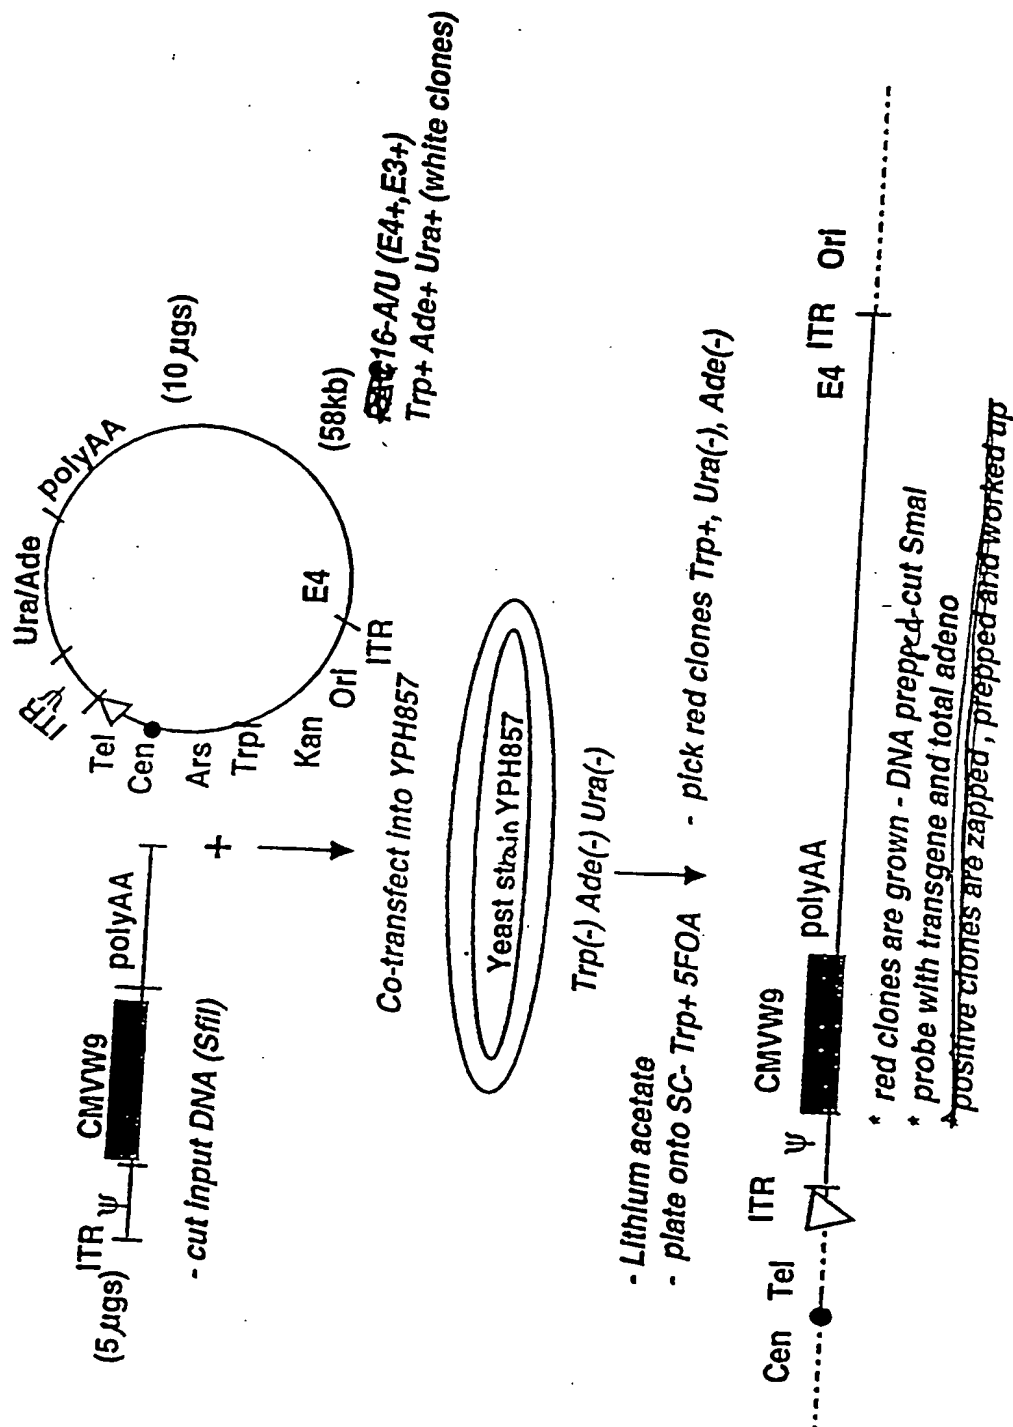 (5 µgs)
ITR ψ CMVW9 polyAA
- cut input DNA (SfiI)
+
ITR ψ Ura/Ade polyAA
Tel
Cen
Ars
Trp
Kan
Ori
ITR
E4
(10 µgs)
(58kb)
16-A/U (E4+,E3+)
Trp+ Ade+ Ura+ (white clones)
Co-transfect into YPH857
Yeast strain YPH857
Trp(-) Ade(-) Ura(-)
- Lithium acetate
- plate onto SC- Trp+ 5FOA
- pick red clones Trp+, Ura(-), Ade(-)
Cen Tel ITR ψ CMVW9 polyAA E4 ITR Ori
* red clones are grown - DNA prepped-cut SmaI
* probe with transgene and total adeno
* positive clones are zapped, prepped and worked up